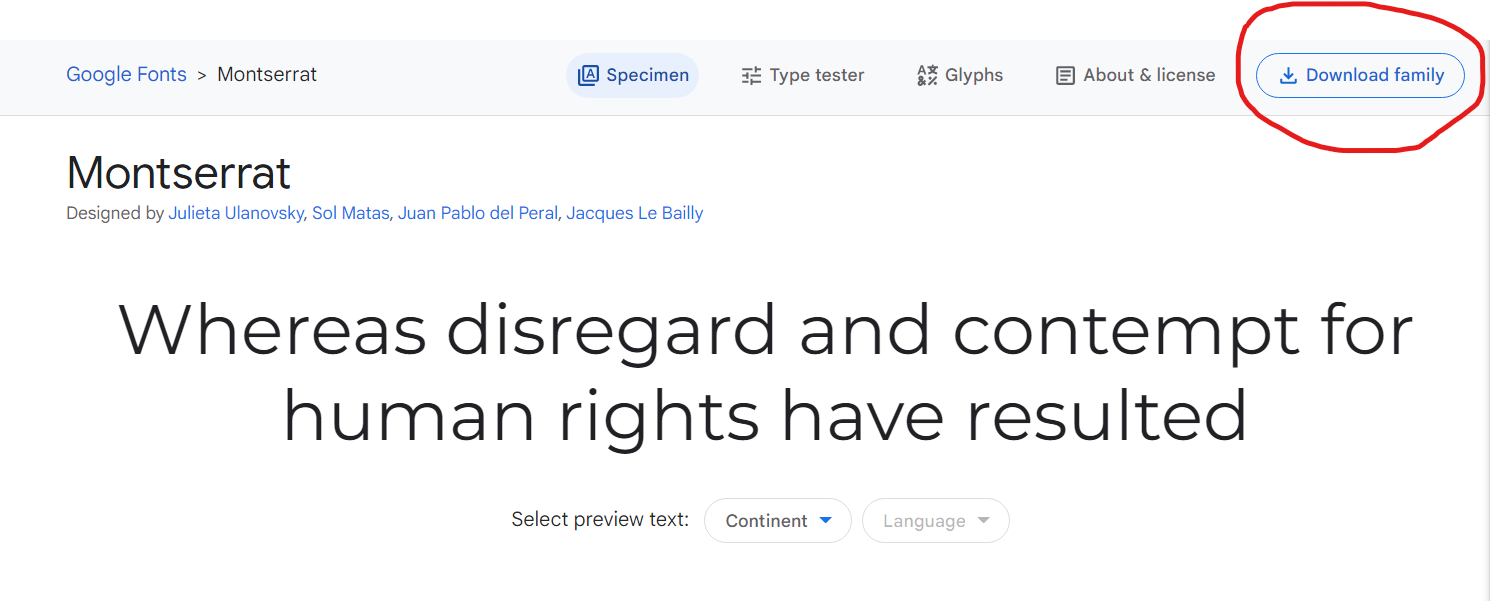 Google Fonts > Montserrat Specimen Type tester Glyphs About & license Download family
Montserrat
Designed by Julieta Ulanovsky, Sol Matas, Juan Pablo del Peral, Jacques Le Bailly
Whereas disregard and contempt for
human rights have resulted
Select preview text: Continent Language